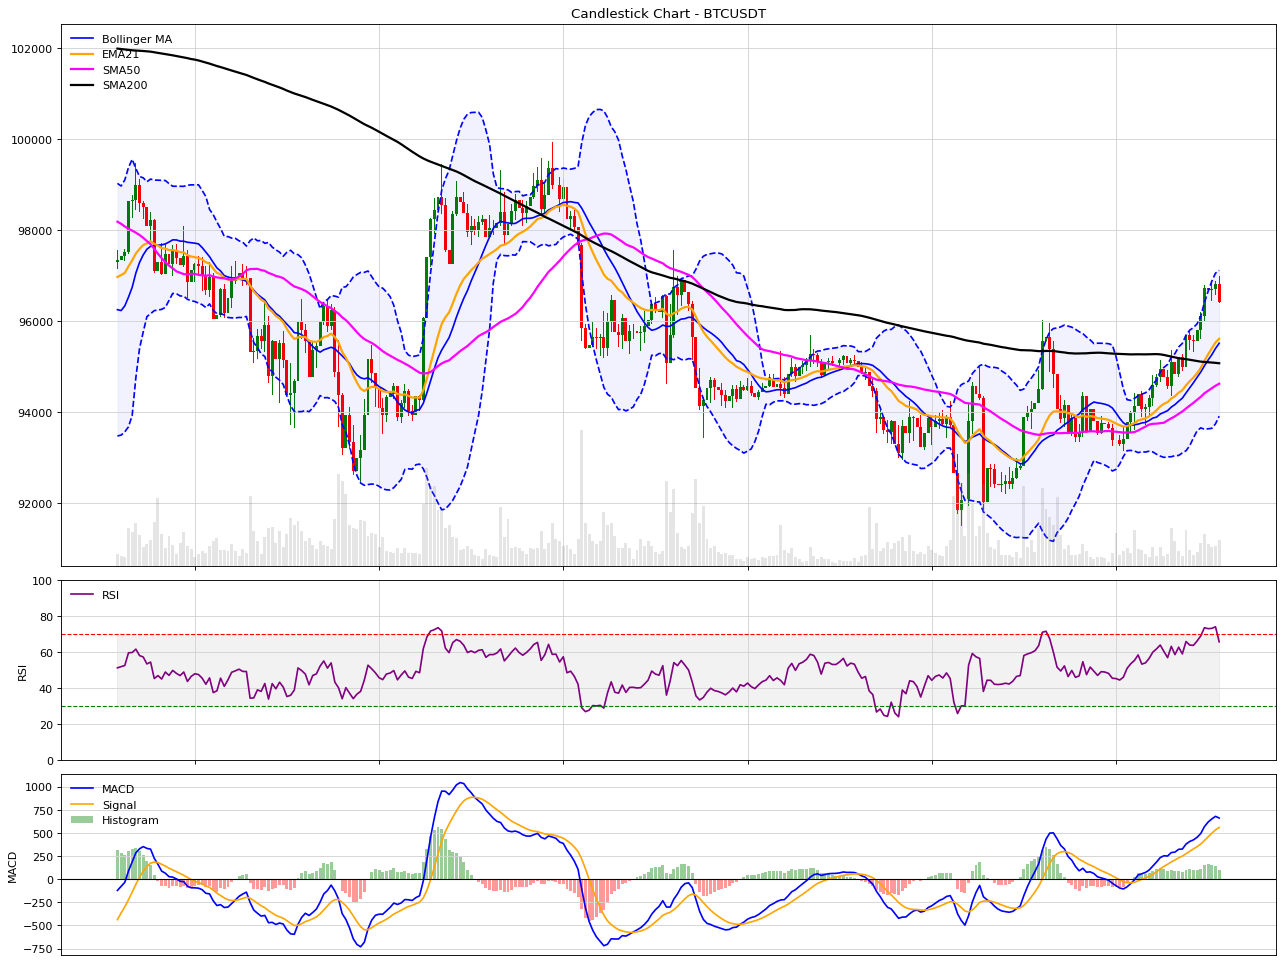 Candlestick Chart - BTCUSDT
Bollinger MA
EMA21
SMA50
SMA200
102000
100000
98000
96000
94000
92000
RSI
100
80
60
40
20
0
RSI
MACD
Signal
Histogram
1000
750
500
250
0
−250
−500
−750
MACD